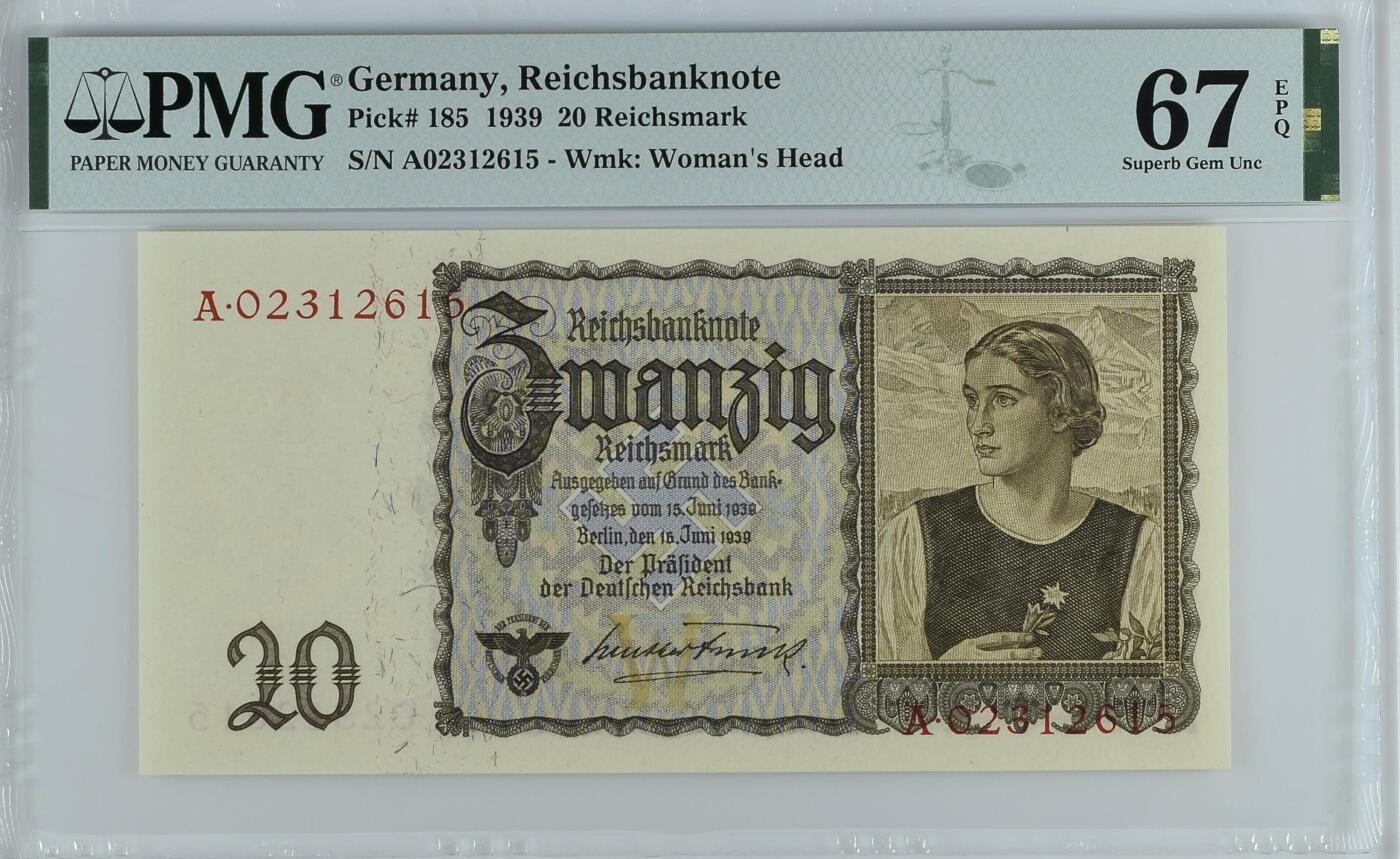 PMG®
PAPER MONEY GUARANTY
Germany, Reichsbanknote
Pick# 185 1939 20 Reichsmark
S/N A02312615 - Wmk: Woman's Head
67
EPQ
Superb Gem Unc
A·02312615
Reichsbanknote
Zwanzig
Reichsmark
Ausgegeben auf Grund des Bank-
gesetzes vom 15. Juni 1939
Berlin, den 16. Juni 1939
Der Präsident
der Deutschen Reichsbank
W
20
A·02312615